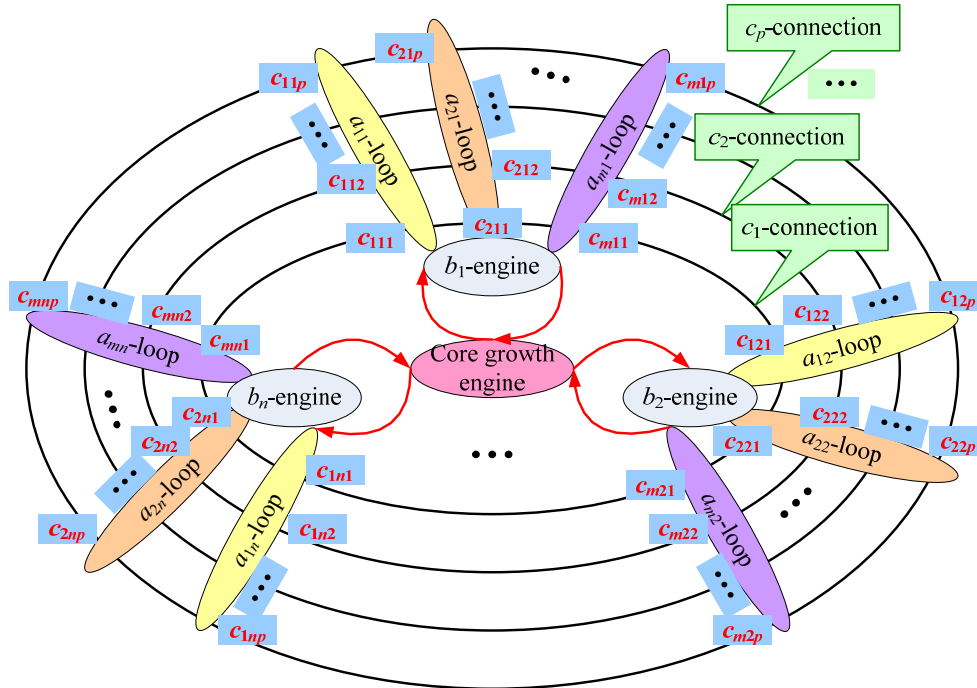 cₚ-connection
•••
c₂-connection
c₁-connection
c₁₁ₚ
c₂₁ₚ
•••
cₘ₁ₚ
•••
•••
•••
a₁₁-loop
a₂₁-loop
aₘ₁-loop
c₁₁₂
c₂₁₂
cₘ₁₂
c₁₁₁
c₂₁₁
cₘ₁₁
b₁-engine
cₘₙₚ
•••
cₘₙ₂
cₘₙ₁
aₘₙ-loop
c₁₂₁
c₁₂₂
•••
c₁₂ₚ
a₁₂-loop
Core growth
engine
bₙ-engine
b₂-engine
•••
c₂ₙ₁
c₂ₙ₂
•••
c₂ₙₚ
a₂ₙ-loop
c₂₂₁
c₂₂₂
•••
c₂₂ₚ
a₂₂-loop
•••
•••
c₁ₙ₁
c₁ₙ₂
•••
c₁ₙₚ
a₁ₙ-loop
cₘ₂₁
cₘ₂₂
•••
cₘ₂ₚ
aₘ₂-loop